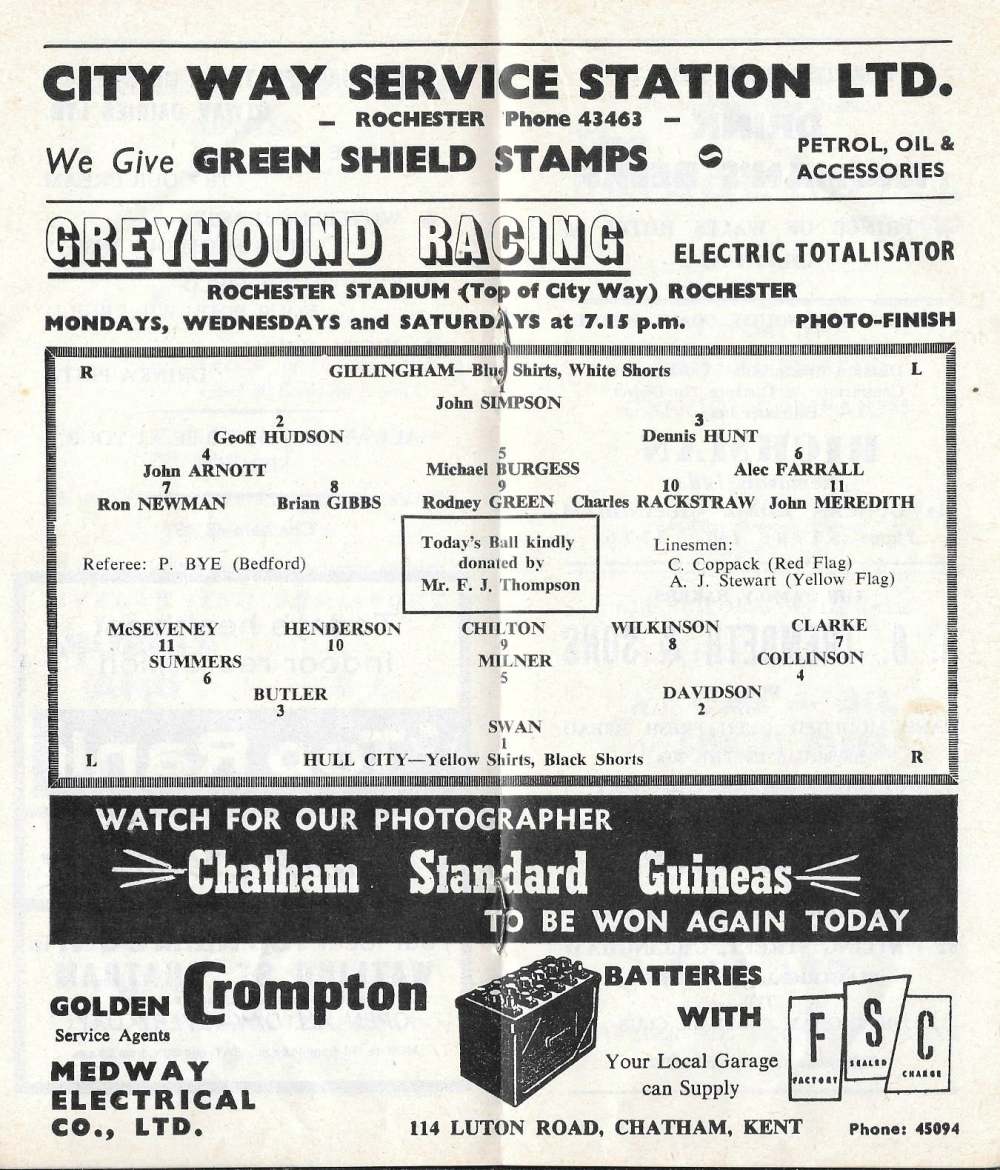 CITY WAY SERVICE STATION LTD.
— ROCHESTER Phone 43463 —
We Give GREEN SHIELD STAMPS
PETROL, OIL &
ACCESSORIES
GREYHOUND RACING ELECTRIC TOTALISATOR
ROCHESTER STADIUM (Top of City Way) ROCHESTER
MONDAYS, WEDNESDAYS and SATURDAYS at 7.15 p.m. PHOTO-FINISH
R GILLINGHAM—Blue Shirts, White Shorts L
1
John SIMPSON
2 3
Geoff HUDSON Dennis HUNT
4 5 6
John ARNOTT Michael BURGESS Alec FARRALL
7 8 9 10 11
Ron NEWMAN Brian GIBBS Rodney GREEN Charles RACKSTRAW John MEREDITH
Referee: P. BYE (Bedford)
Today's Ball kindly
donated by
Mr. F. J. Thompson
Linesmen:
C. Coppack (Red Flag)
A. J. Stewart (Yellow Flag)
McSEVENEY HENDERSON CHILTON WILKINSON CLARKE
11 10 9 8
SUMMERS MILNER COLLINSON
6 5 4
BUTLER DAVIDSON
3 2
SWAN
1
L HULL CITY—Yellow Shirts, Black Shorts R
WATCH FOR OUR PHOTOGRAPHER
Chatham Standard Guineas
TO BE WON AGAIN TODAY
GOLDEN Crompton
Service Agents
MEDWAY
ELECTRICAL
CO., LTD.
BATTERIES
WITH
Your Local Garage
can Supply
F S C
FACTORY SEALED CHARGE
114 LUTON ROAD, CHATHAM, KENT Phone: 45094